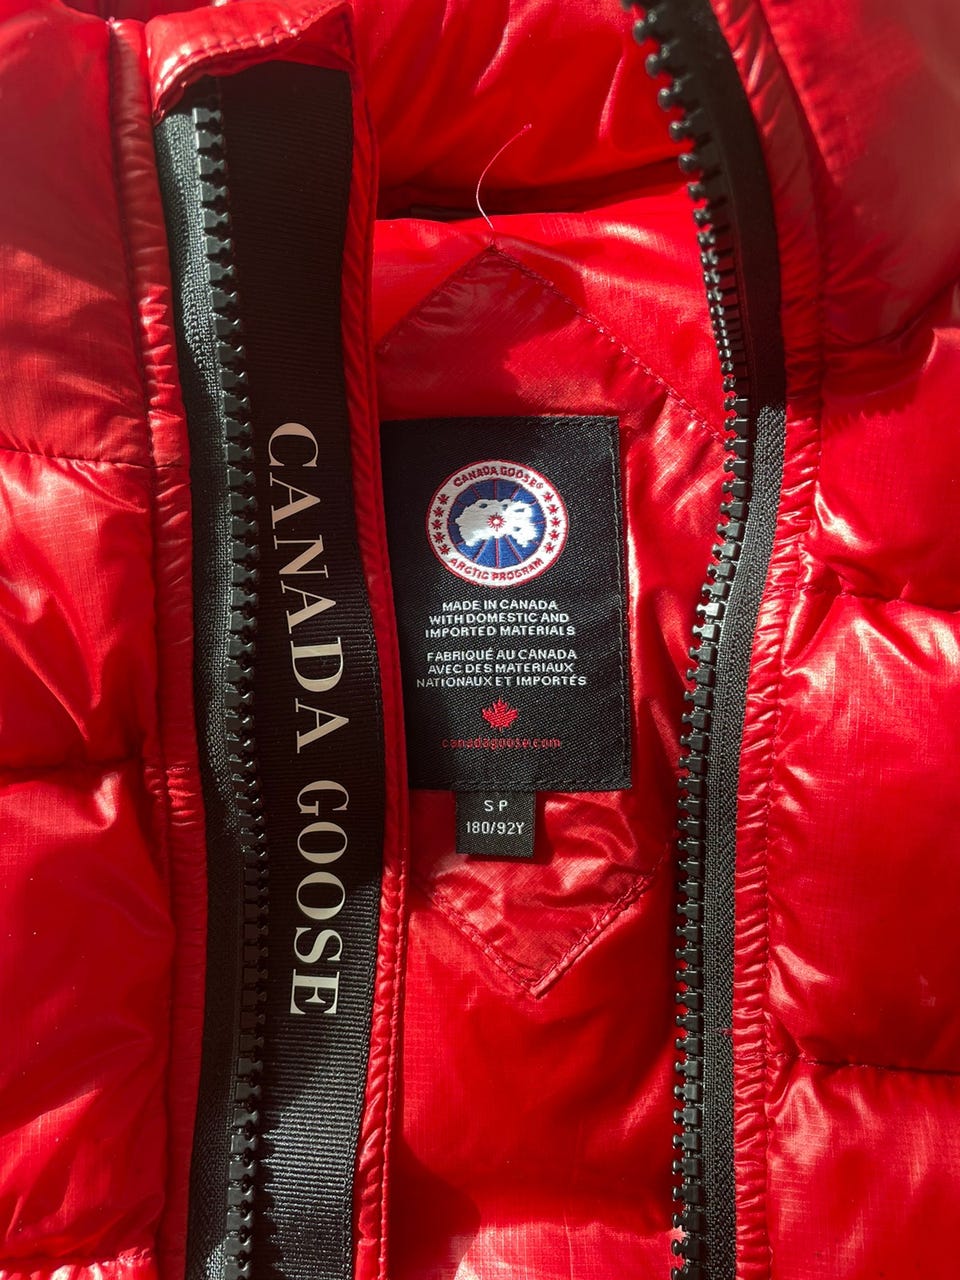 CANADA GOOSE
CANADA GOOSE®
ARCTIC PROGRAM
MADE IN CANADA
WITH DOMESTIC AND
IMPORTED MATERIALS
FABRIQUÉ AU CANADA
AVEC DES MATERIAUX
NATIONAUX ET IMPORTÉS
canadagoose.com
S P
180/92Y